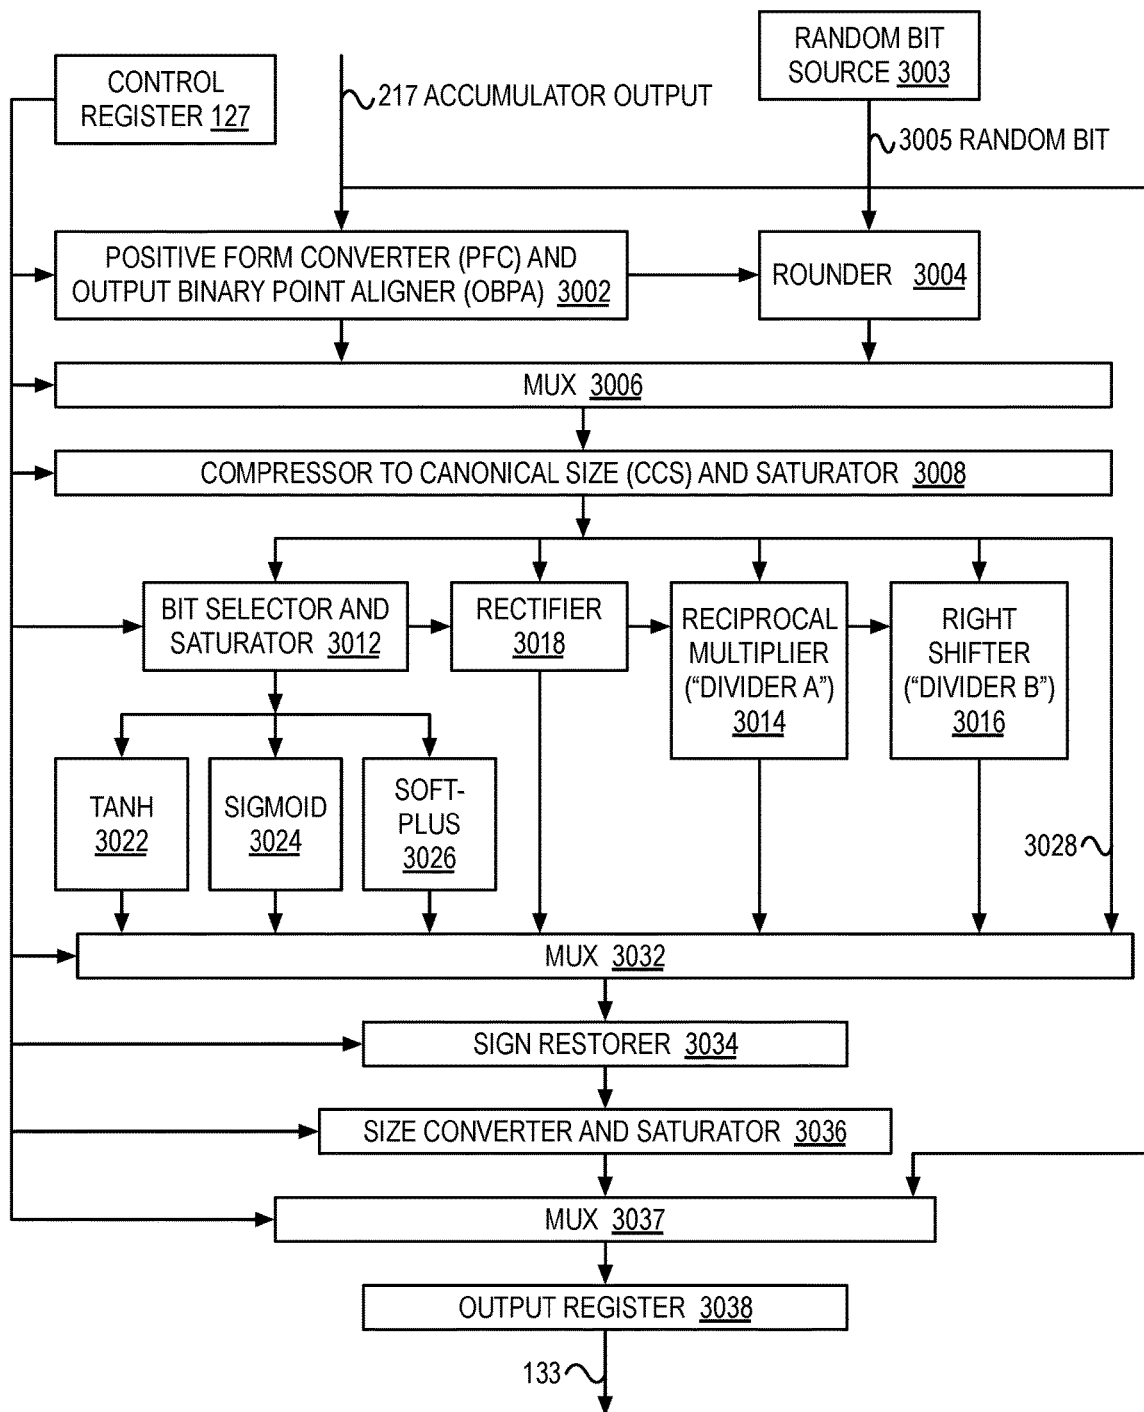 RANDOM BIT
SOURCE 3003
CONTROL
REGISTER 127
217 ACCUMULATOR OUTPUT
3005 RANDOM BIT
POSITIVE FORM CONVERTER (PFC) AND
OUTPUT BINARY POINT ALIGNER (OBPA) 3002
ROUNDER 3004
MUX 3006
COMPRESSOR TO CANONICAL SIZE (CCS) AND SATURATOR 3008
BIT SELECTOR AND
SATURATOR 3012
RECTIFIER
3018
RECIPROCAL
MULTIPLIER
(“DIVIDER A”)
3014
RIGHT
SHIFTER
(“DIVIDER B”)
3016
TANH
3022
SIGMOID
3024
SOFT-
PLUS
3026
3028
MUX 3032
SIGN RESTORER 3034
SIZE CONVERTER AND SATURATOR 3036
MUX 3037
OUTPUT REGISTER 3038
133